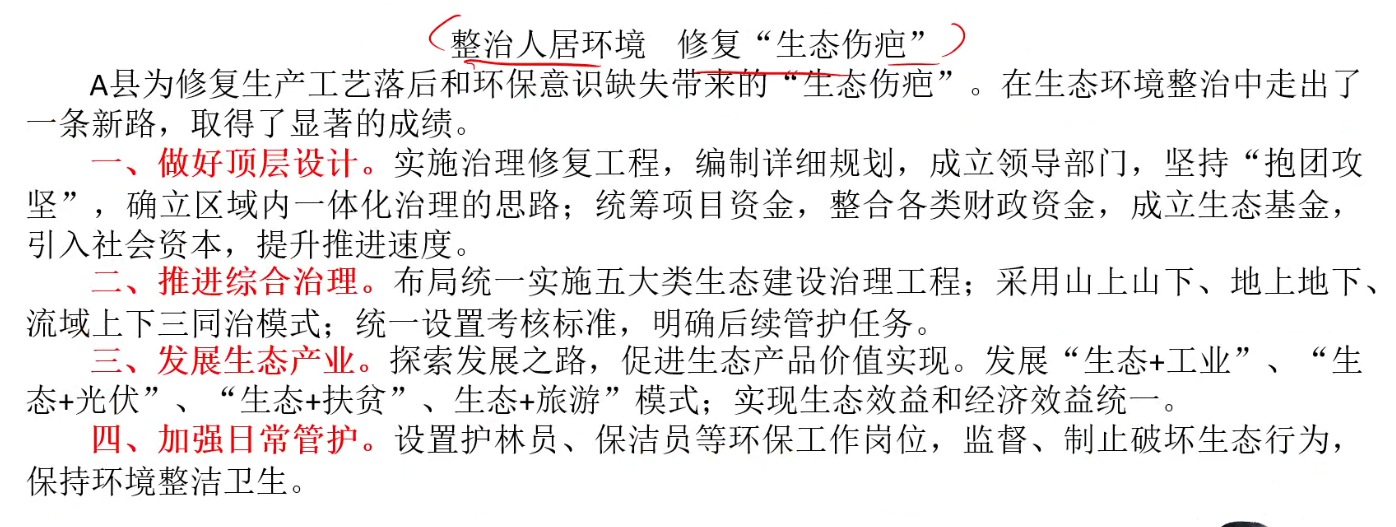 整治人居环境 修复“生态伤疤”
A县为修复生产工艺落后和环保意识缺失带来的“生态伤疤”。在生态环境整治中走出了
一条新路，取得了显著的成绩。
一、做好顶层设计。实施治理修复工程，编制详细规划，成立领导部门，坚持“抱团攻
坚”，确立区域内一体化治理的思路；统筹项目资金，整合各类财政资金，成立生态基金，
引入社会资本，提升推进速度。
二、推进综合治理。布局统一实施五大类生态建设治理工程；采用山上山下、地上地下、
流域上下三同治模式；统一设置考核标准，明确后续管护任务。
三、发展生态产业。探索发展之路，促进生态产品价值实现。发展“生态+工业”、“生
态+光伏”、“生态+扶贫”、生态+旅游”模式；实现生态效益和经济效益统一。
四、加强日常管护。设置护林员、保洁员等环保工作岗位，监督、制止破坏生态行为，
保持环境整洁卫生。